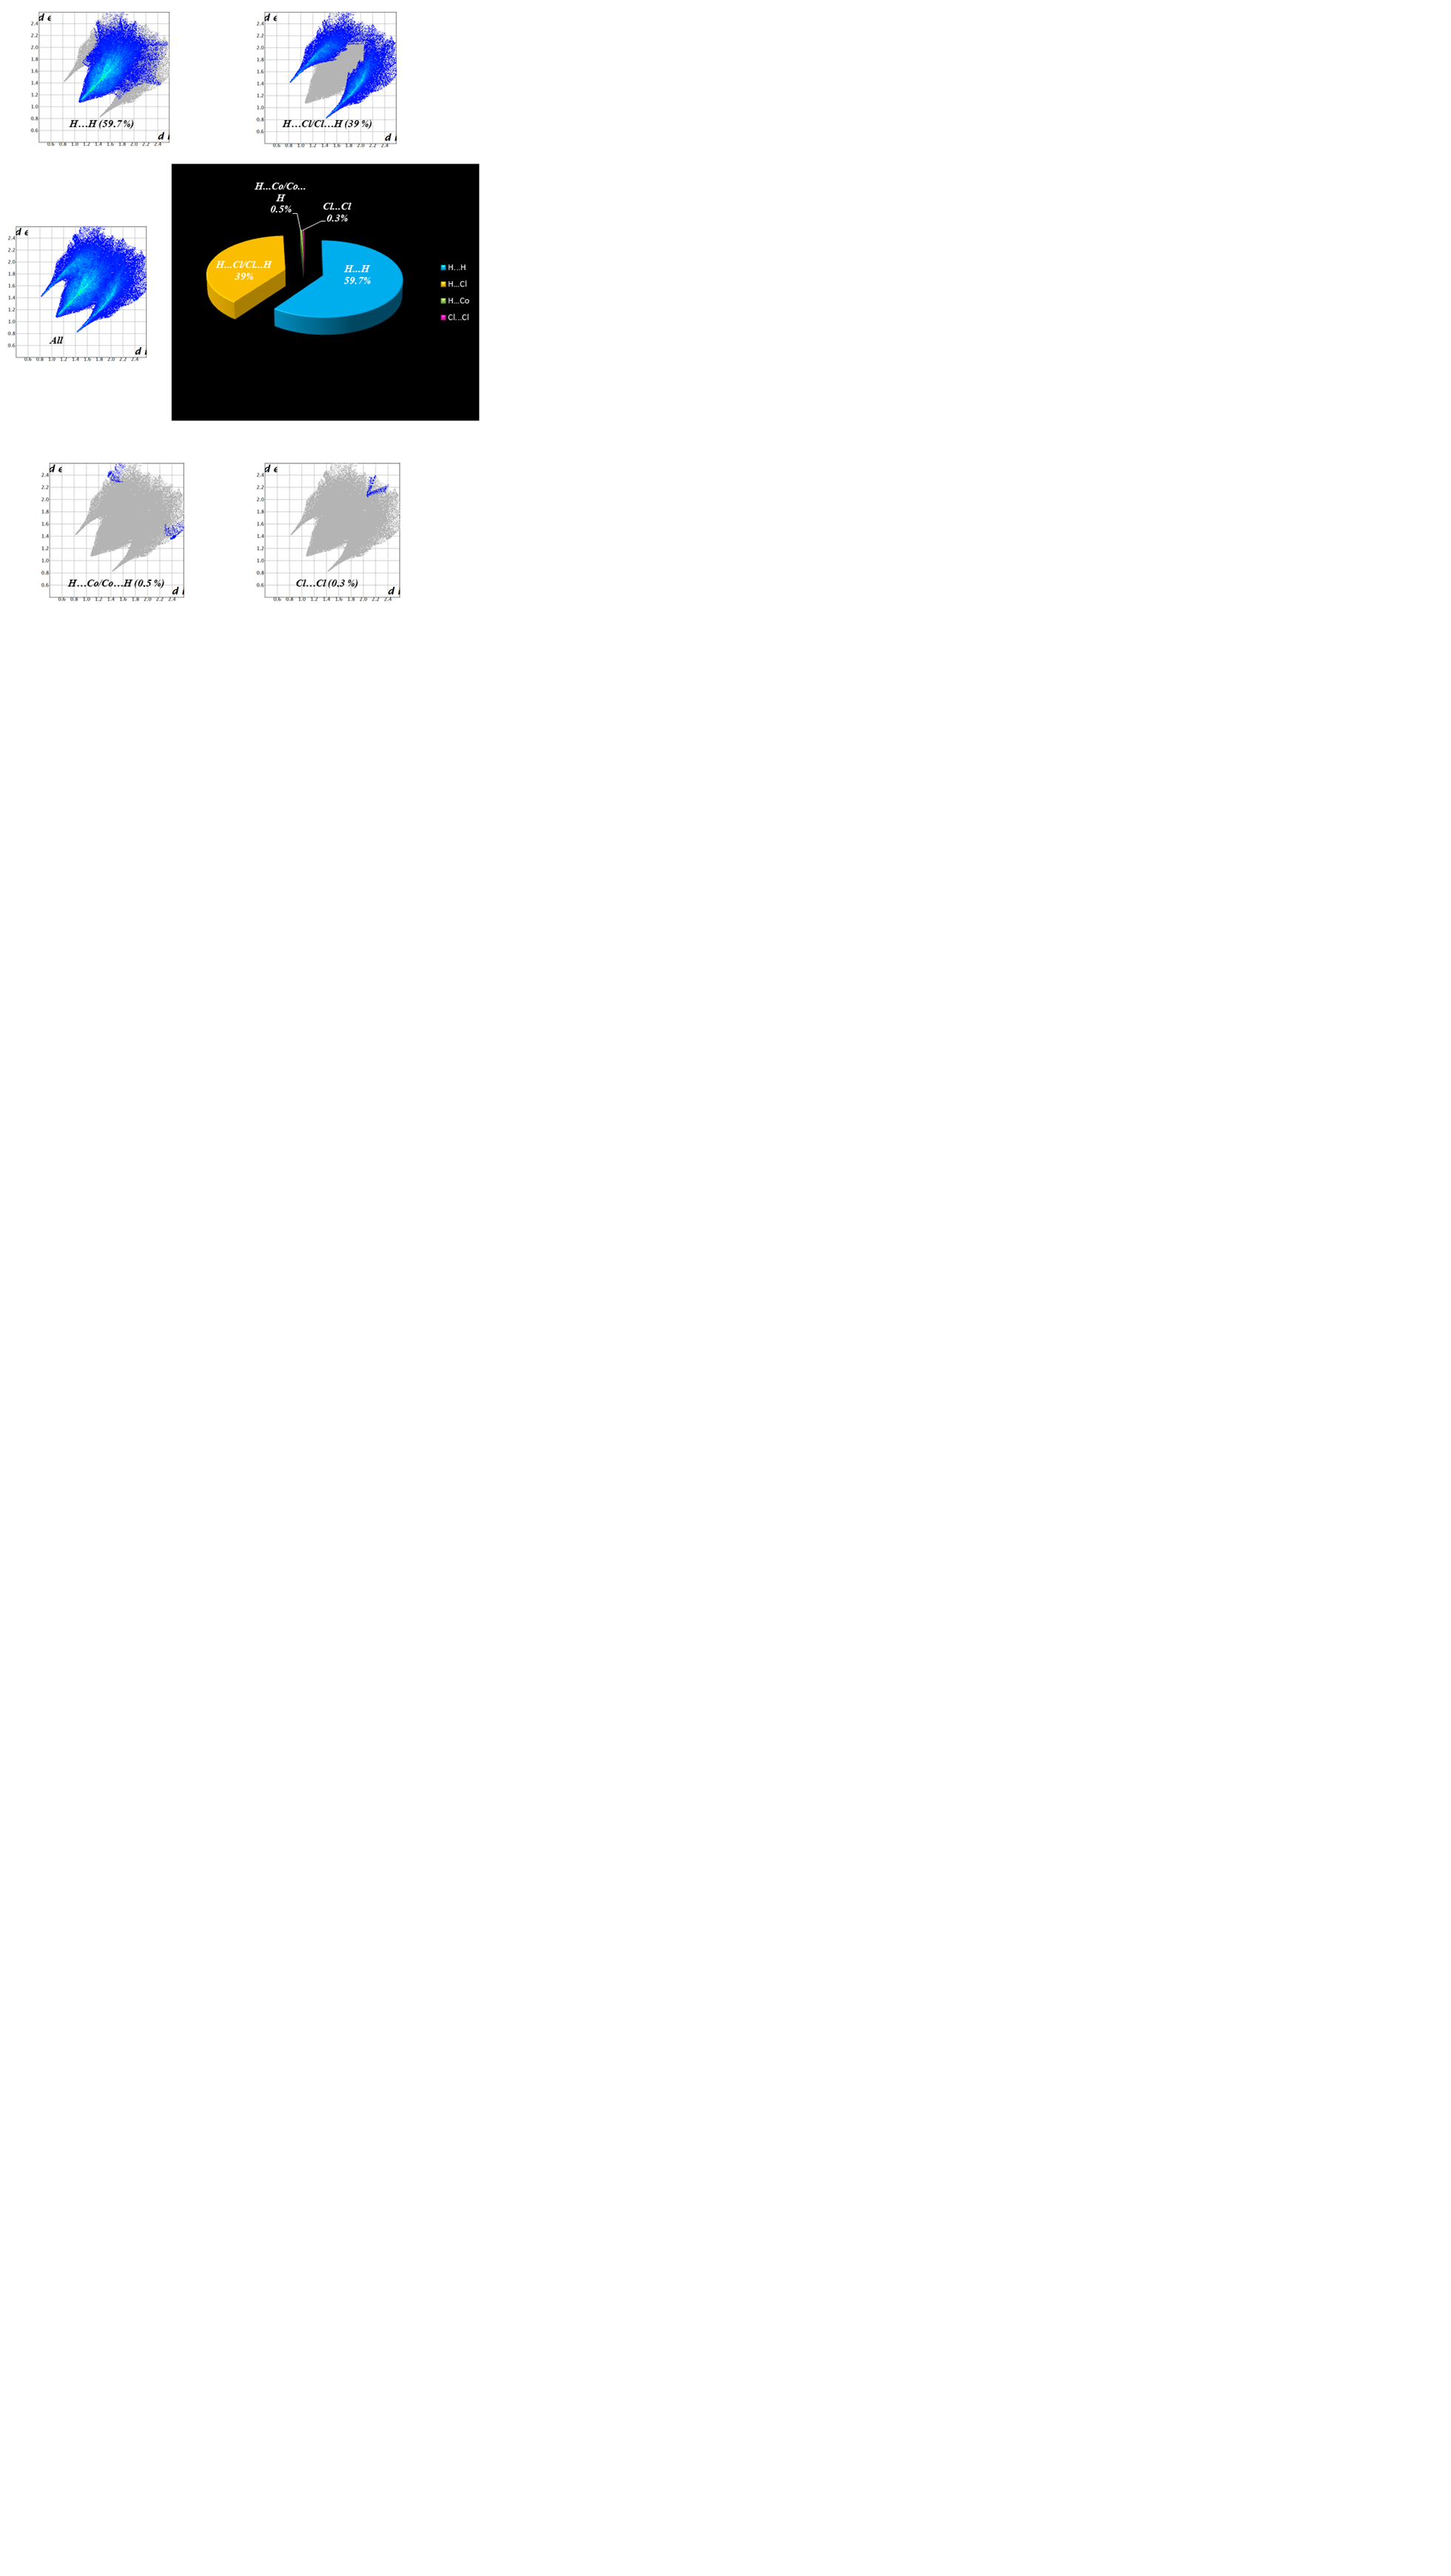 d e
2.4
2.2
2.0
1.8
1.6
1.4
1.2
1.0
0.8
0.6
H…H (59.7%)
d i
0.6 0.8 1.0 1.2 1.4 1.6 1.8 2.0 2.2 2.4
d e
2.4
2.2
2.0
1.8
1.6
1.4
1.2
1.0
0.8
0.6
H…Cl/Cl…H (39 %)
d i
0.6 0.8 1.0 1.2 1.4 1.6 1.8 2.0 2.2 2.4
d e
2.4
2.2
2.0
1.8
1.6
1.4
1.2
1.0
0.8
0.6
All
d i
0.6 0.8 1.0 1.2 1.4 1.6 1.8 2.0 2.2 2.4
H...Co/Co...
H
0.5%
Cl...Cl
0.3%
H...Cl/Cl...H
39%
H...H
59.7%
H...H
H...Cl
H...Co
Cl...Cl
d e
2.4
2.2
2.0
1.8
1.6
1.4
1.2
1.0
0.8
0.6
H…Co/Co…H (0.5 %)
d i
0.6 0.8 1.0 1.2 1.4 1.6 1.8 2.0 2.2 2.4
d e
2.4
2.2
2.0
1.8
1.6
1.4
1.2
1.0
0.8
0.6
Cl…Cl (0.3 %)
d i
0.6 0.8 1.0 1.2 1.4 1.6 1.8 2.0 2.2 2.4